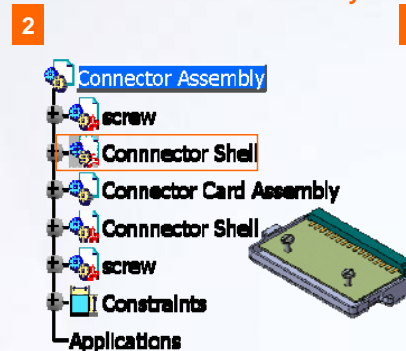 2
Connector Assembly
screw
Connnector Shell
Connector Card Assembly
Connnector Shell
screw
Constraints
Applications